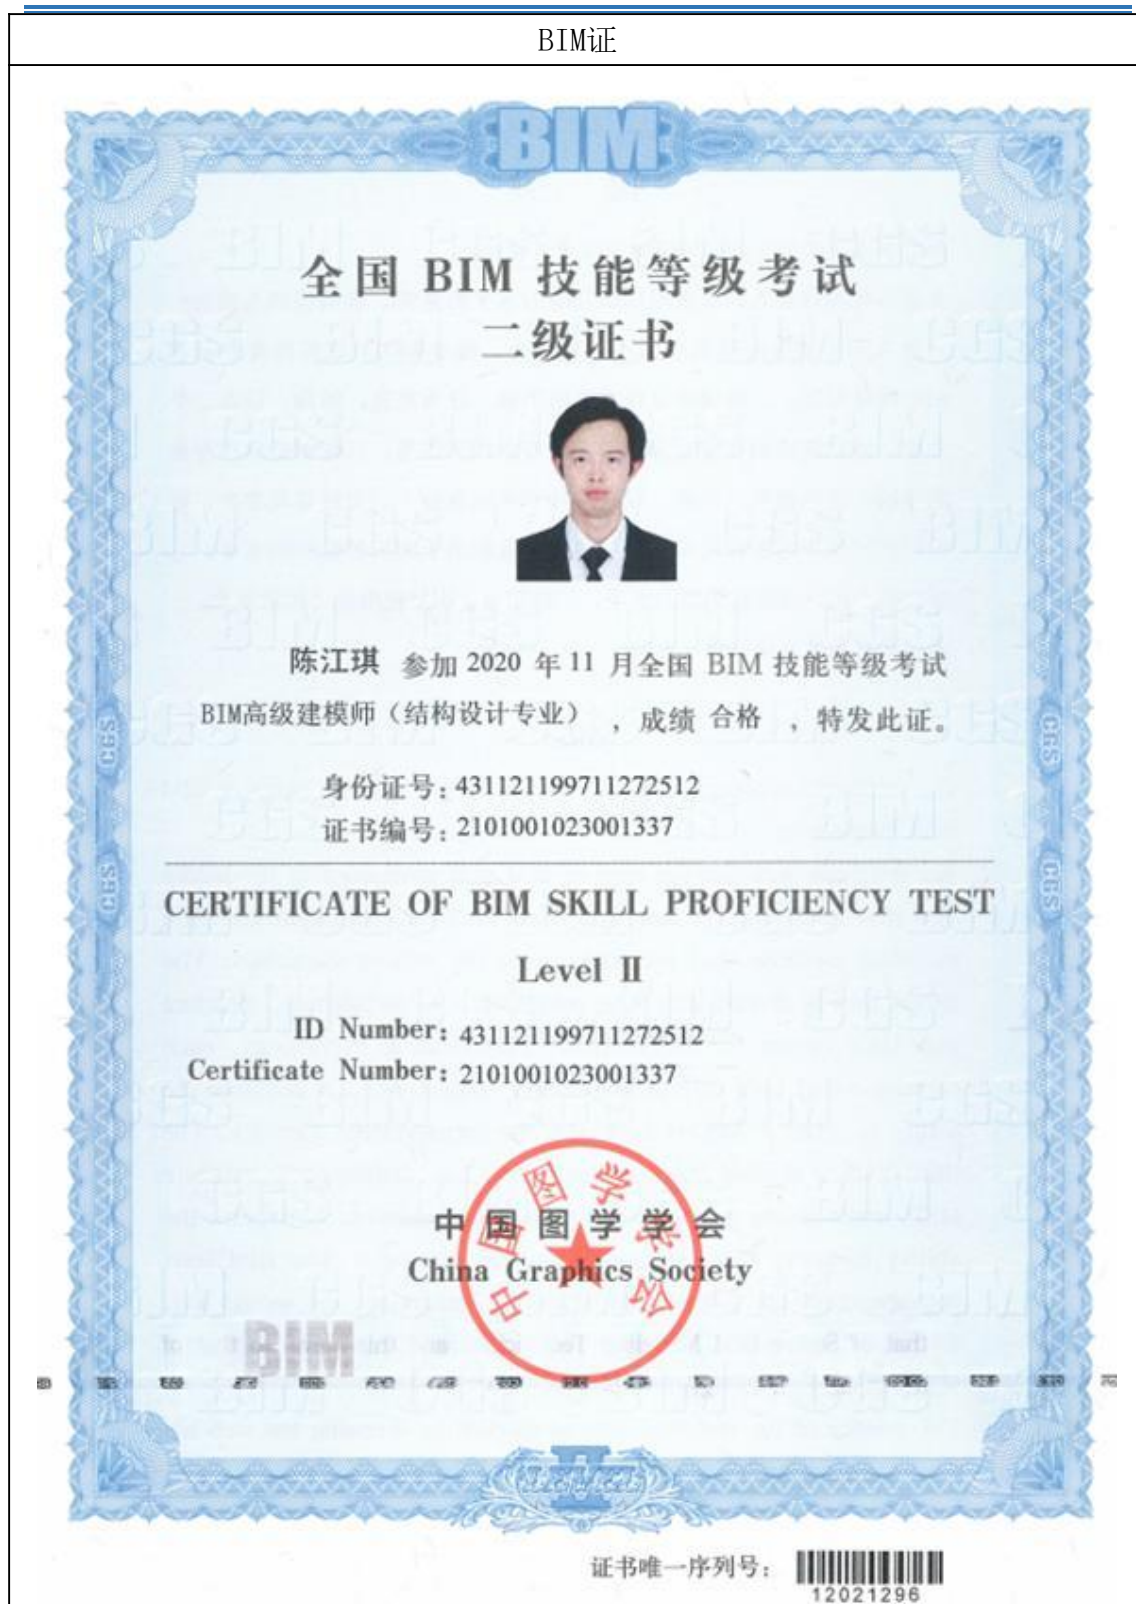 BIM证
BIM
全国 BIM 技能等级考试
二级证书
陈江琪 参加 2020 年 11 月全国 BIM 技能等级考试
BIM高级建模师（结构设计专业） ，成绩 合格 ，特发此证。
身份证号：431121199711272512
证书编号：2101001023001337
CGS
CGS
CGS
CGS
CERTIFICATE OF BIM SKILL PROFICIENCY TEST
Level Ⅱ
ID Number: 431121199711272512
Certificate Number: 2101001023001337
中国图学学会
中国图学学会
China Graphics Society
BIM
证书唯一序列号：
12021296